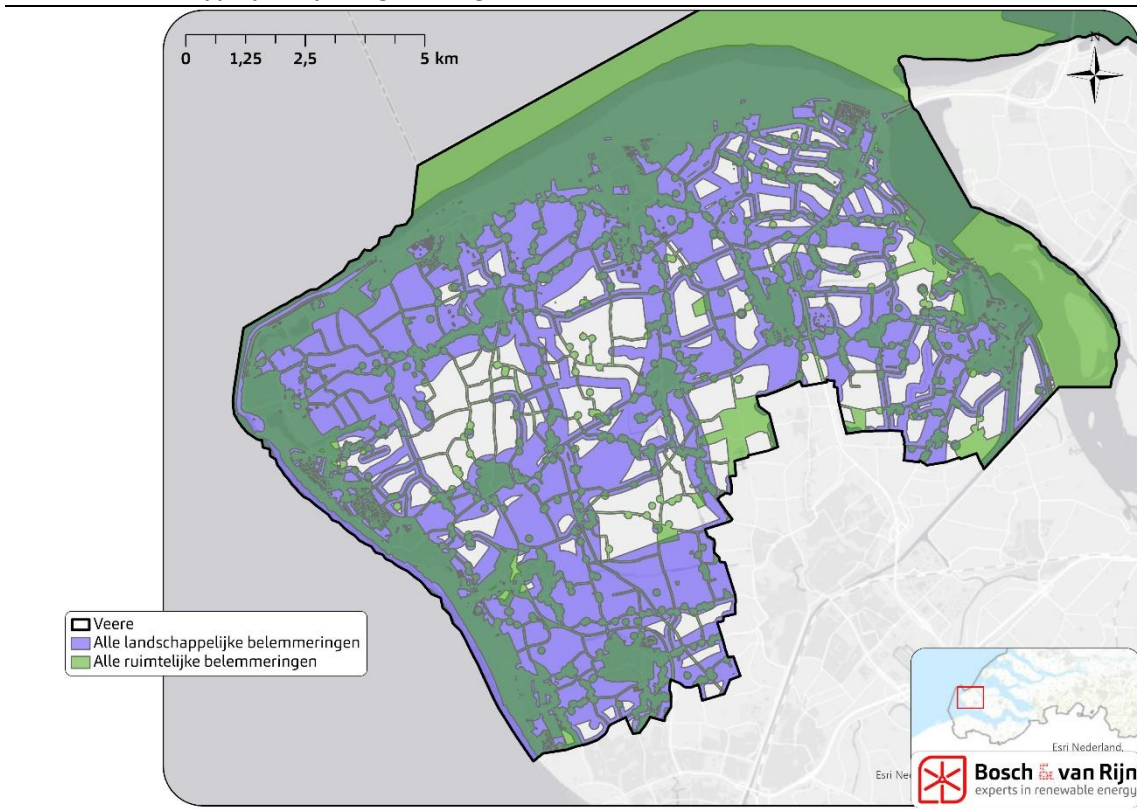 0 1,25 2,5 5 km
N
Veere
Alle landschappelijke belemmeringen
Alle ruimtelijke belemmeringen
Esri Nederland,
Esri Ne
Bosch & van Rijn
experts in renewable energy